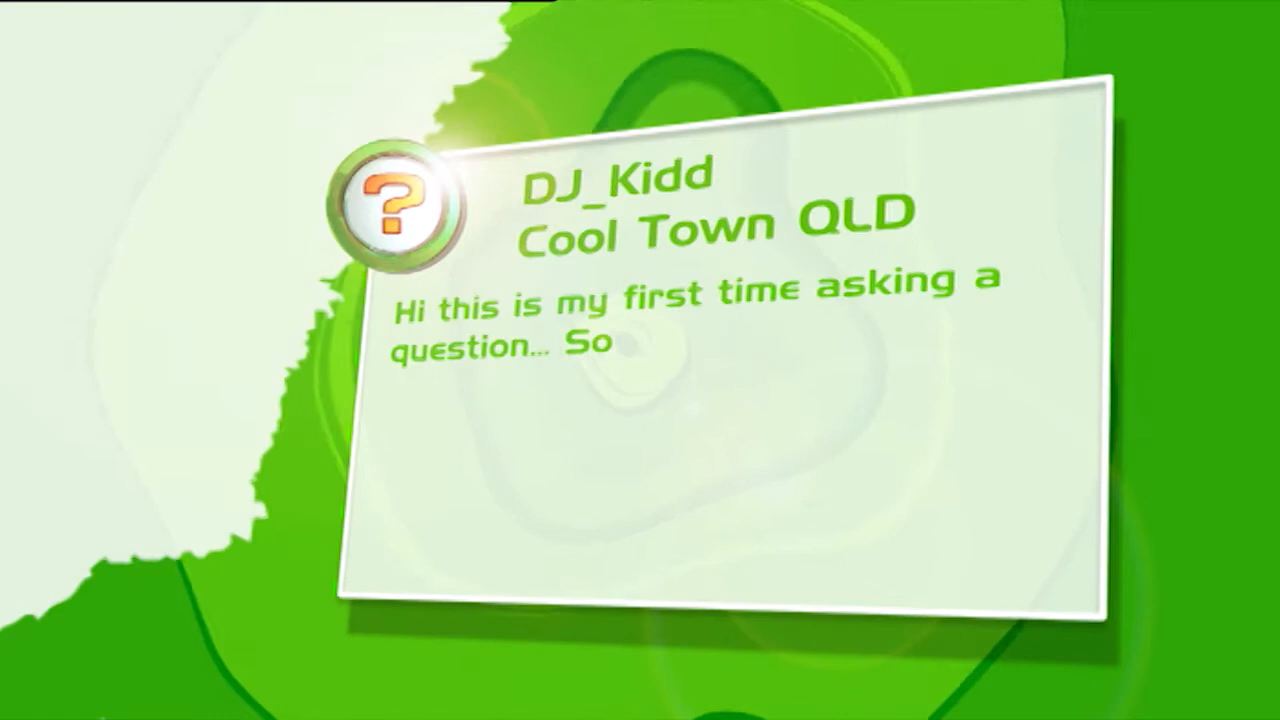 ?
DJ_Kidd
Cool Town QLD
Hi this is my first time asking a
question... So